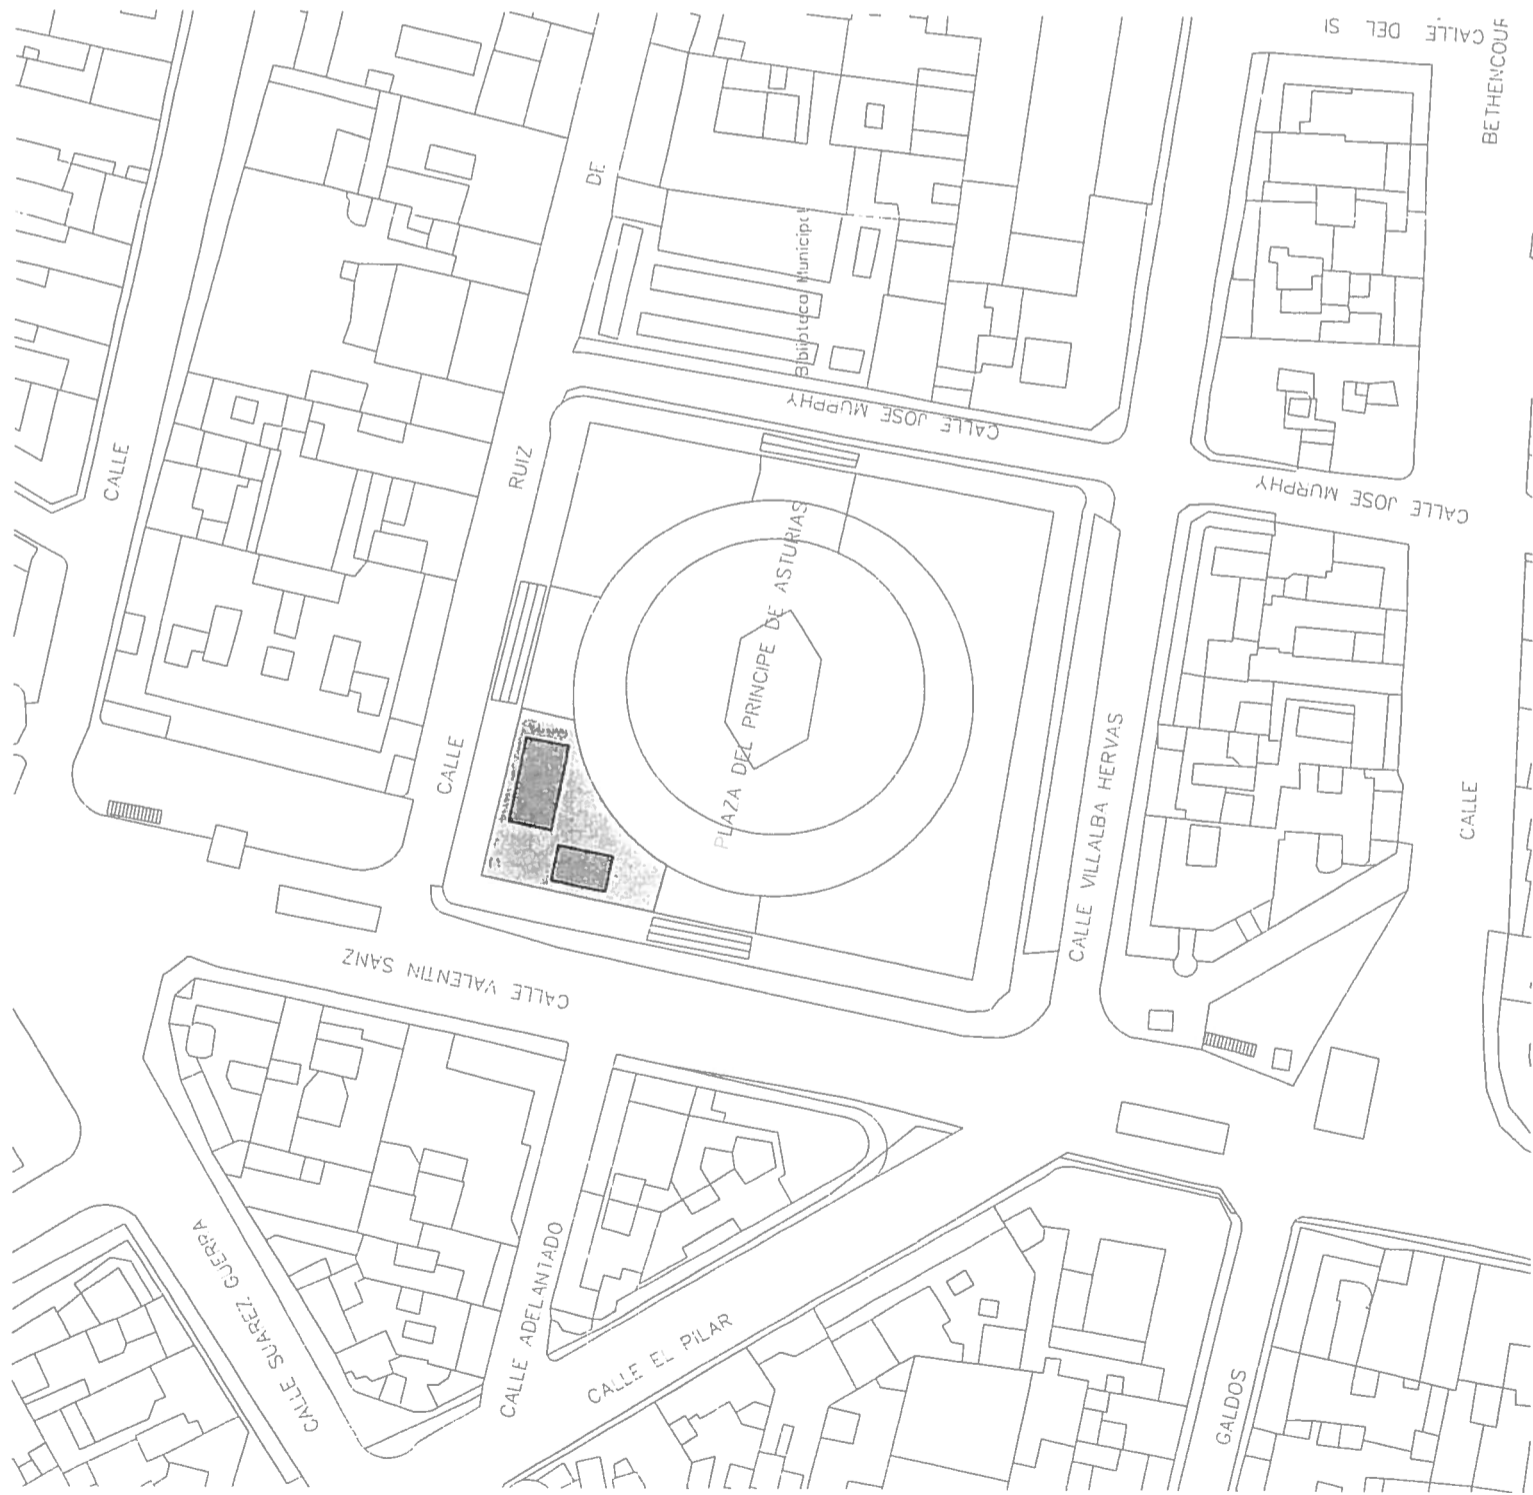 CALLE DEL SI
BETHENCOUR
DE
Biblioteca Municipal
CALLE JOSE MURPHY
CALLE
RUIZ
CALLE JOSE MURPHY
PLAZA DEL PRINCIPE DE ASTURIAS
CALLE
CALLE VILLALBA HERVAS
CALLE
CALLE VALENTIN SANZ
CALLE SUAREZ GUERRA
CALLE ADELANTADO
CALLE EL PILAR
GALDOS